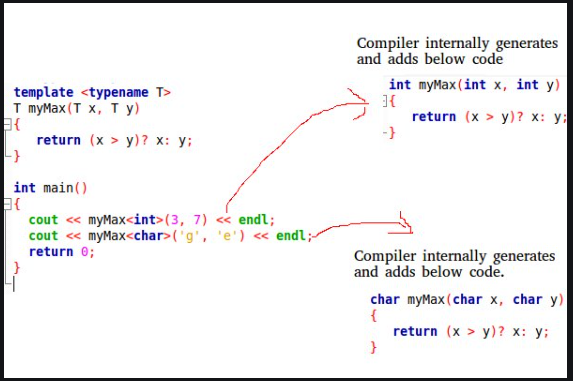 template <typename T>
T myMax(T x, T y)
{
return (x > y)? x: y;
}
int main()
{
cout << myMax<int>(3, 7) << endl;
cout << myMax<char>('g', 'e') << endl;
return 0;
}
Compiler internally generates
and adds below code
int myMax(int x, int y)
{
return (x > y)? x: y;
}
Compiler internally generates
and adds below code.
char myMax(char x, char y)
{
return (x > y)? x: y;
}